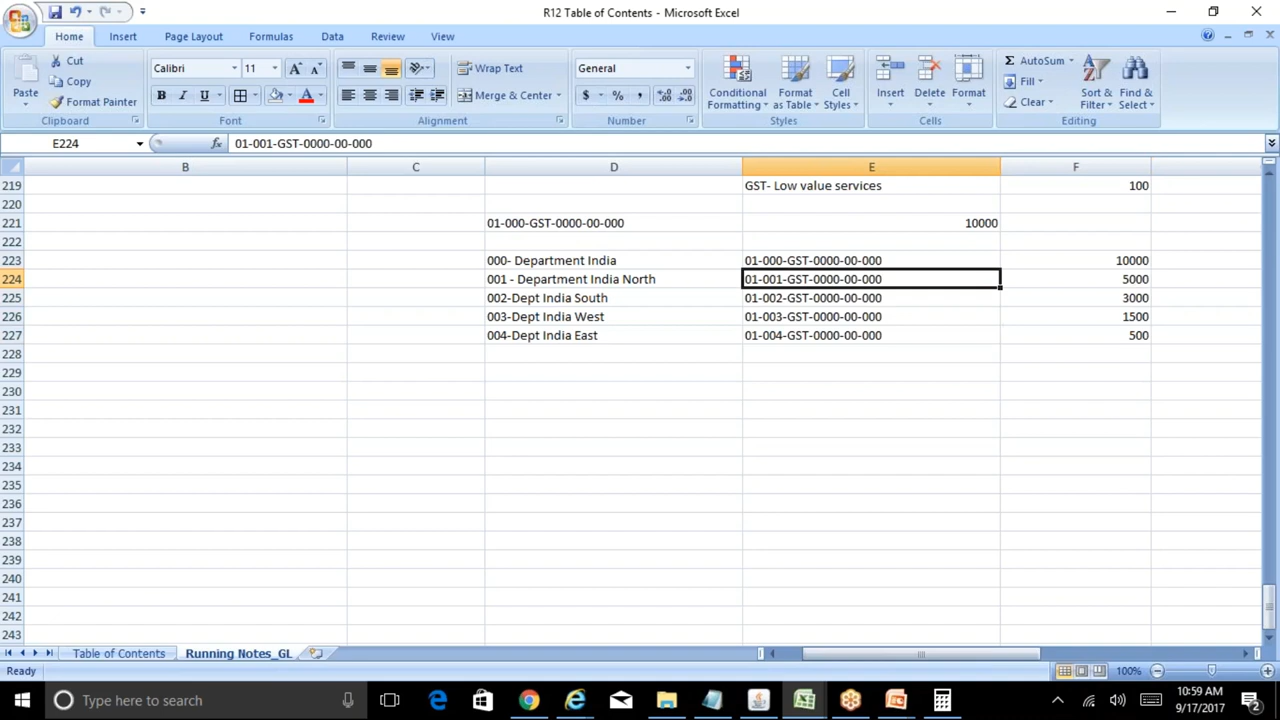 R12 Table of Contents - Microsoft Excel
Home Insert Page Layout Formulas Data Review View
Paste Cut Copy Format Painter Clipboard
Calibri 11 A A B I U A Font
Wrap Text Merge & Center Alignment
General $ % , .0 .00 .00 .0 Number
Conditional Formatting Format as Table Cell Styles Styles
Insert Delete Format Cells
Σ AutoSum Fill Clear Sort & Filter Find & Select Editing
E224 fx 01-001-GST-0000-00-000
B C D E F
219 GST- Low value services 100
220
221 01-000-GST-0000-00-000 10000
222
223 000- Department India 01-000-GST-0000-00-000 10000
224 001 - Department India North 01-001-GST-0000-00-000 5000
225 002-Dept India South 01-002-GST-0000-00-000 3000
226 003-Dept India West 01-003-GST-0000-00-000 1500
227 004-Dept India East 01-004-GST-0000-00-000 500
228
229
230
231
232
233
234
235
236
237
238
239
240
241
242
243
Table of Contents Running Notes_GL
Ready 100%
Type here to search
10:59 AM
9/17/2017
2